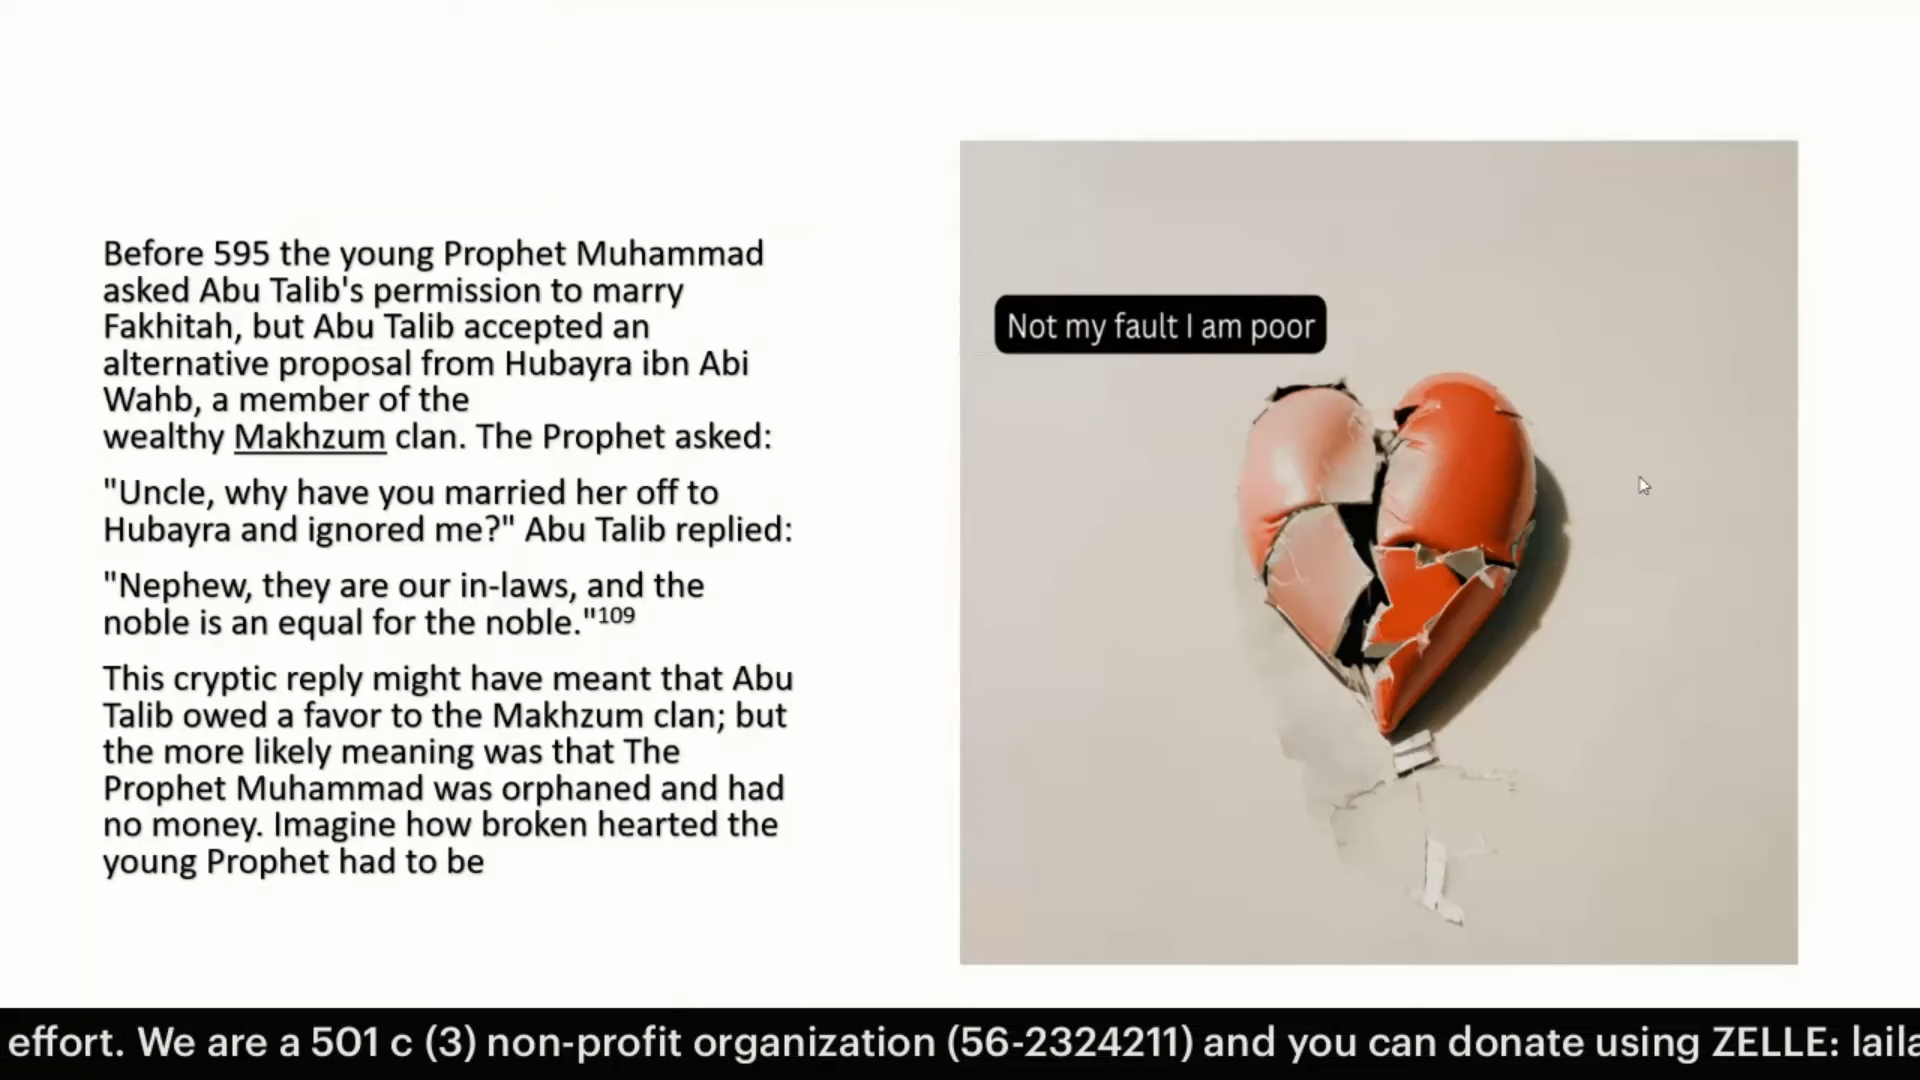 Before 595 the young Prophet Muhammad
asked Abu Talib's permission to marry
Fakhitah, but Abu Talib accepted an
alternative proposal from Hubayra ibn Abi
Wahb, a member of the
wealthy Makhzum clan. The Prophet asked:
"Uncle, why have you married her off to
Hubayra and ignored me?" Abu Talib replied:
"Nephew, they are our in-laws, and the
noble is an equal for the noble."109
This cryptic reply might have meant that Abu
Talib owed a favor to the Makhzum clan; but
the more likely meaning was that The
Prophet Muhammad was orphaned and had
no money. Imagine how broken hearted the
young Prophet had to be
Not my fault I am poor
effort. We are a 501 c (3) non-profit organization (56-2324211) and you can donate using ZELLE: